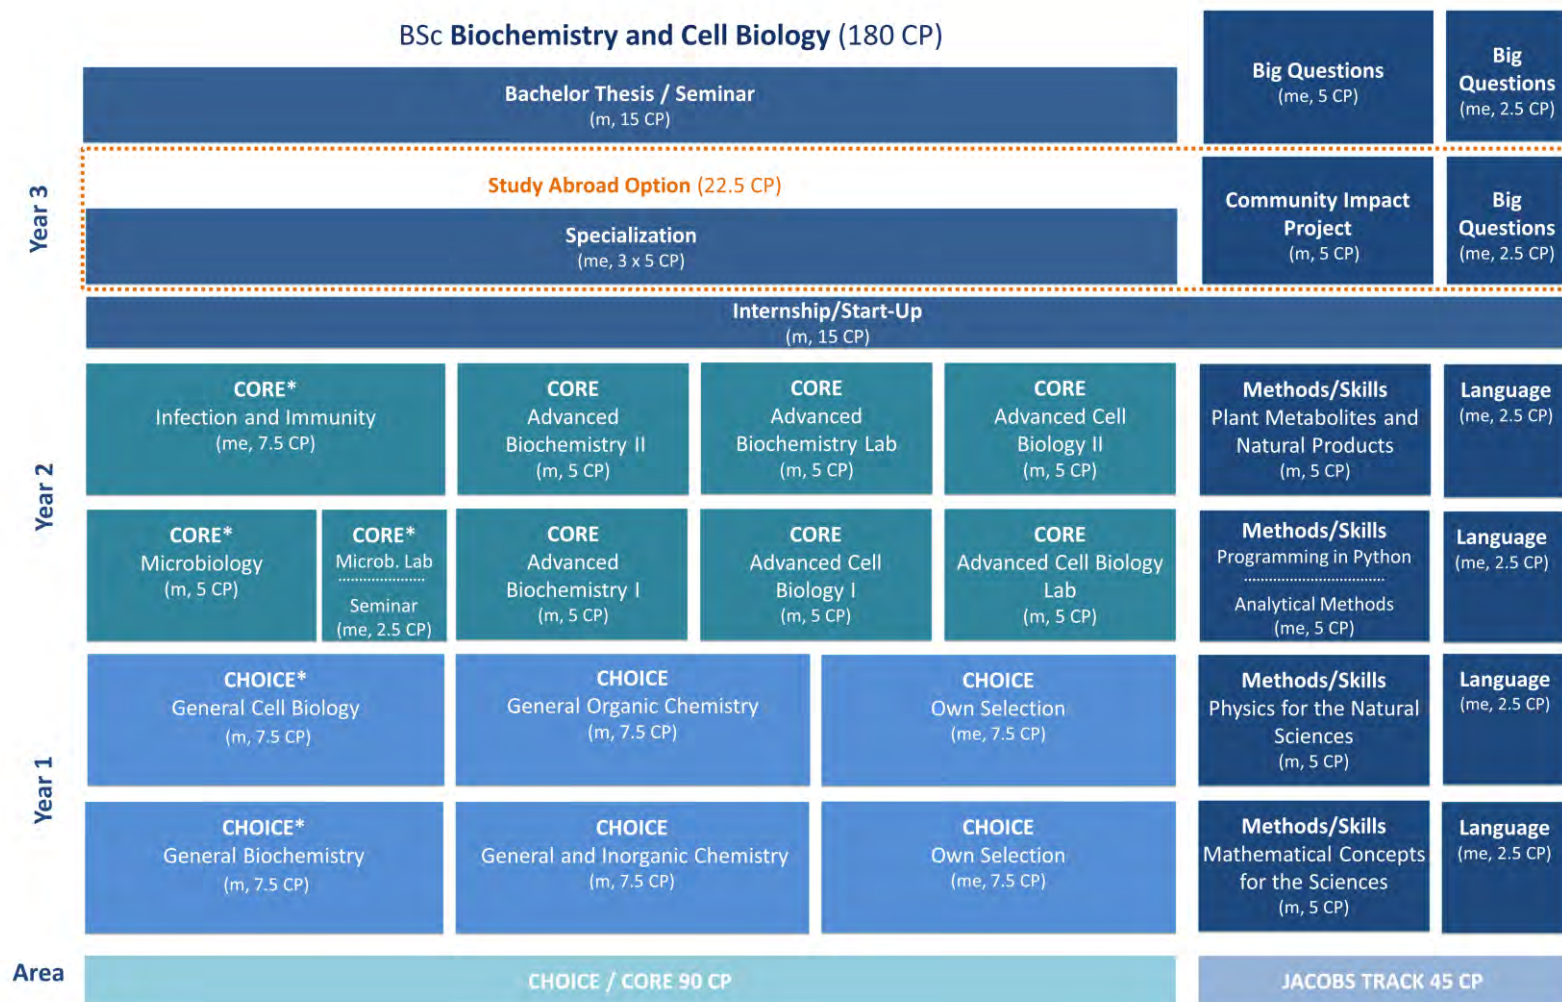 BSc Biochemistry and Cell Biology (180 CP)
Bachelor Thesis / Seminar
(m, 15 CP)
Big Questions
(me, 5 CP)
Big
Questions
(me, 2.5 CP)
Year 3
Study Abroad Option (22.5 CP)
Specialization
(me, 3 x 5 CP)
Community Impact
Project
(m, 5 CP)
Big
Questions
(me, 2.5 CP)
Internship/Start-Up
(m, 15 CP)
Year 2
CORE*
Infection and Immunity
(me, 7.5 CP)
CORE
Advanced
Biochemistry II
(m, 5 CP)
CORE
Advanced
Biochemistry Lab
(m, 5 CP)
CORE
Advanced Cell
Biology II
(m, 5 CP)
Methods/Skills
Plant Metabolites and
Natural Products
(m, 5 CP)
Language
(me, 2.5 CP)
CORE*
Microbiology
(m, 5 CP)
CORE*
Microb. Lab
Seminar
(me, 2.5 CP)
CORE
Advanced
Biochemistry I
(m, 5 CP)
CORE
Advanced Cell
Biology I
(m, 5 CP)
CORE
Advanced Cell Biology
Lab
(m, 5 CP)
Methods/Skills
Programming in Python
Analytical Methods
(me, 5 CP)
Language
(me, 2.5 CP)
Year 1
CHOICE*
General Cell Biology
(m, 7.5 CP)
CHOICE
General Organic Chemistry
(m, 7.5 CP)
CHOICE
Own Selection
(me, 7.5 CP)
Methods/Skills
Physics for the Natural
Sciences
(m, 5 CP)
Language
(me, 2.5 CP)
CHOICE*
General Biochemistry
(m, 7.5 CP)
CHOICE
General and Inorganic Chemistry
(m, 7.5 CP)
CHOICE
Own Selection
(me, 7.5 CP)
Methods/Skills
Mathematical Concepts
for the Sciences
(m, 5 CP)
Language
(me, 2.5 CP)
Area
CHOICE / CORE 90 CP
JACOBS TRACK 45 CP